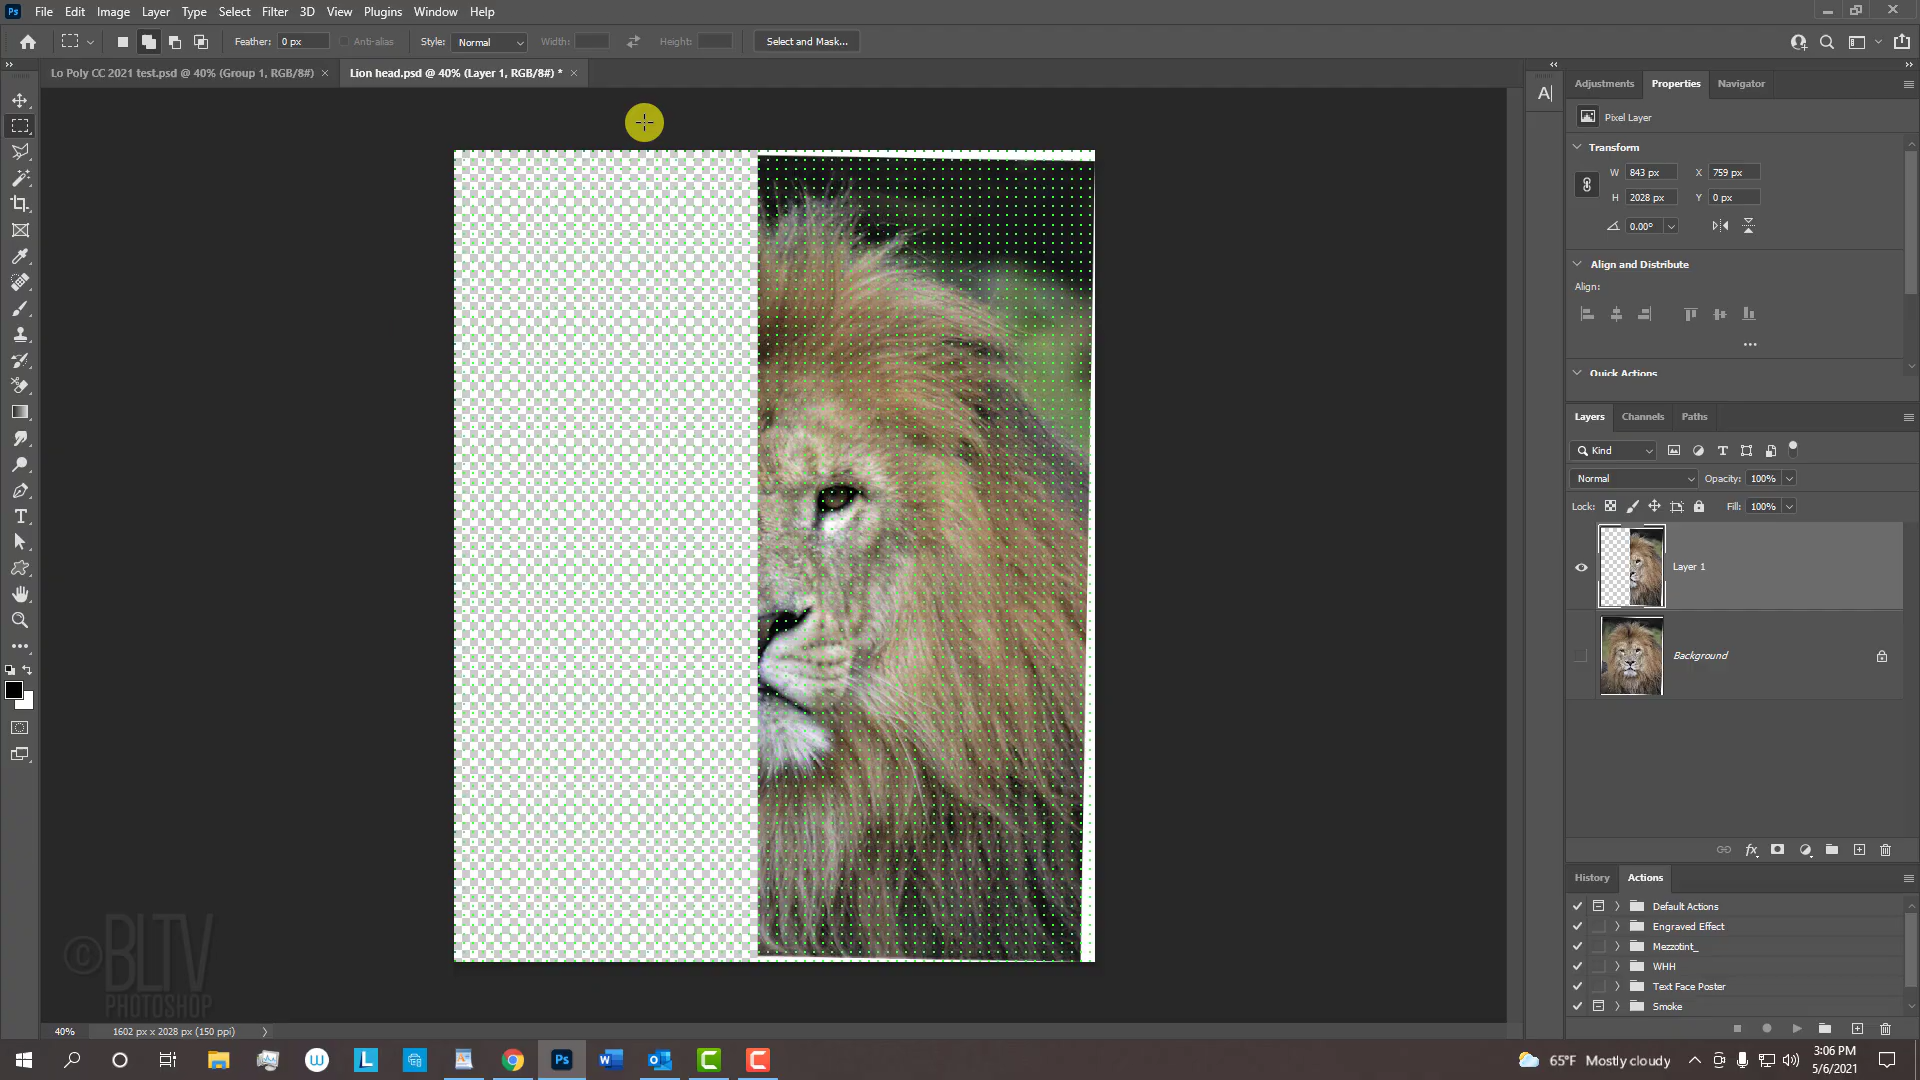 Ps File Edit Image Layer Type Select Filter 3D View Plugins Window Help
Feather: 0 px Anti-alias Style: Normal Width: Height: Select and Mask...
Lo Poly CC 2021 test.psd @ 40% (Group 1, RGB/8#) × Lion head.psd @ 40% (Layer 1, RGB/8#) * ×
A|
Adjustments Properties Navigator
Pixel Layer
Transform
W 843 px X 759 px
H 2028 px Y 0 px
0.00°
Align and Distribute
Align:
Quick Actions
Layers Channels Paths
Kind
Normal Opacity: 100%
Lock: Fill: 100%
Layer 1
Background
fx
History Actions
Default Actions
Engraved Effect
Mezzotint_
WHH
Text Face Poster
Smoke
©BLTV
PHOTOSHOP
40% 1602 px x 2028 px (150 ppi)
65°F Mostly cloudy
3:06 PM
5/6/2021